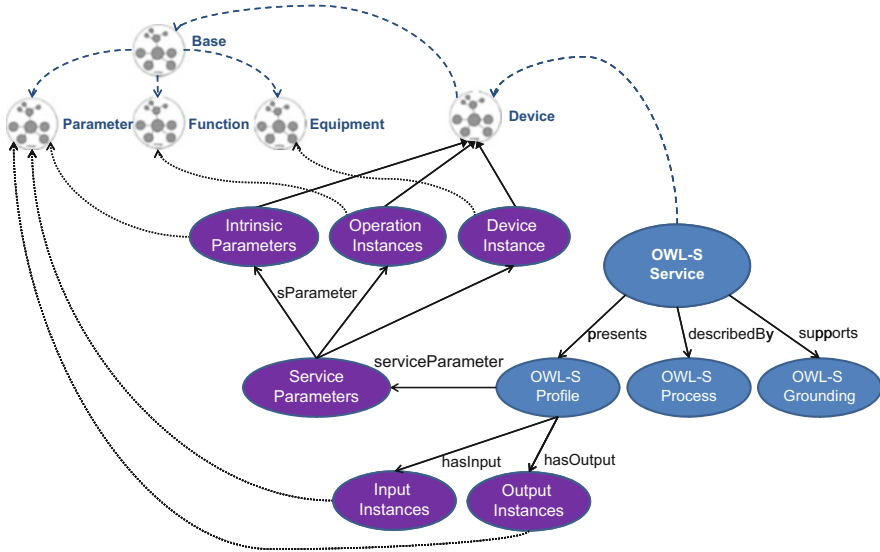 Base
Parameter
Function
Equipment
Device
Intrinsic
Parameters
Operation
Instances
Device
Instance
OWL-S
Service
sParameter
presents
describedBy
supports
serviceParameter
Service
Parameters
OWL-S
Profile
OWL-S
Process
OWL-S
Grounding
hasInput
hasOutput
Input
Instances
Output
Instances